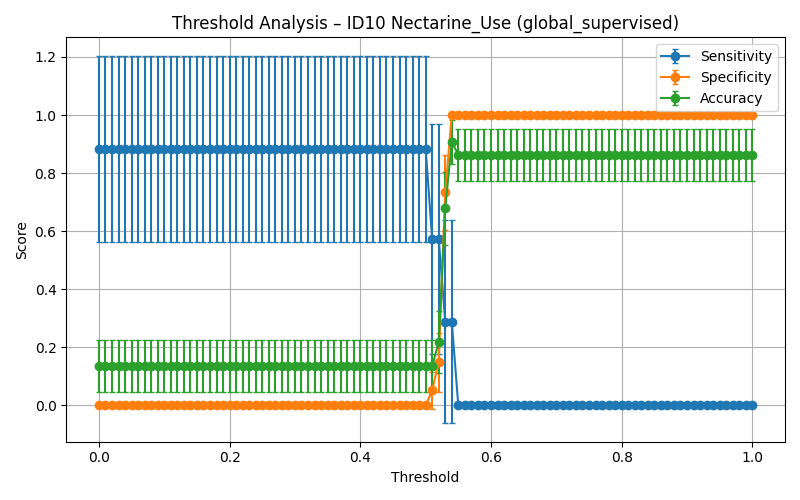 Threshold Analysis – ID10 Nectarine_Use (global_supervised)
Sensitivity
Specificity
Accuracy
Score
1.2
1.0
0.8
0.6
0.4
0.2
0.0
0.0 0.2 0.4 0.6 0.8 1.0
Threshold